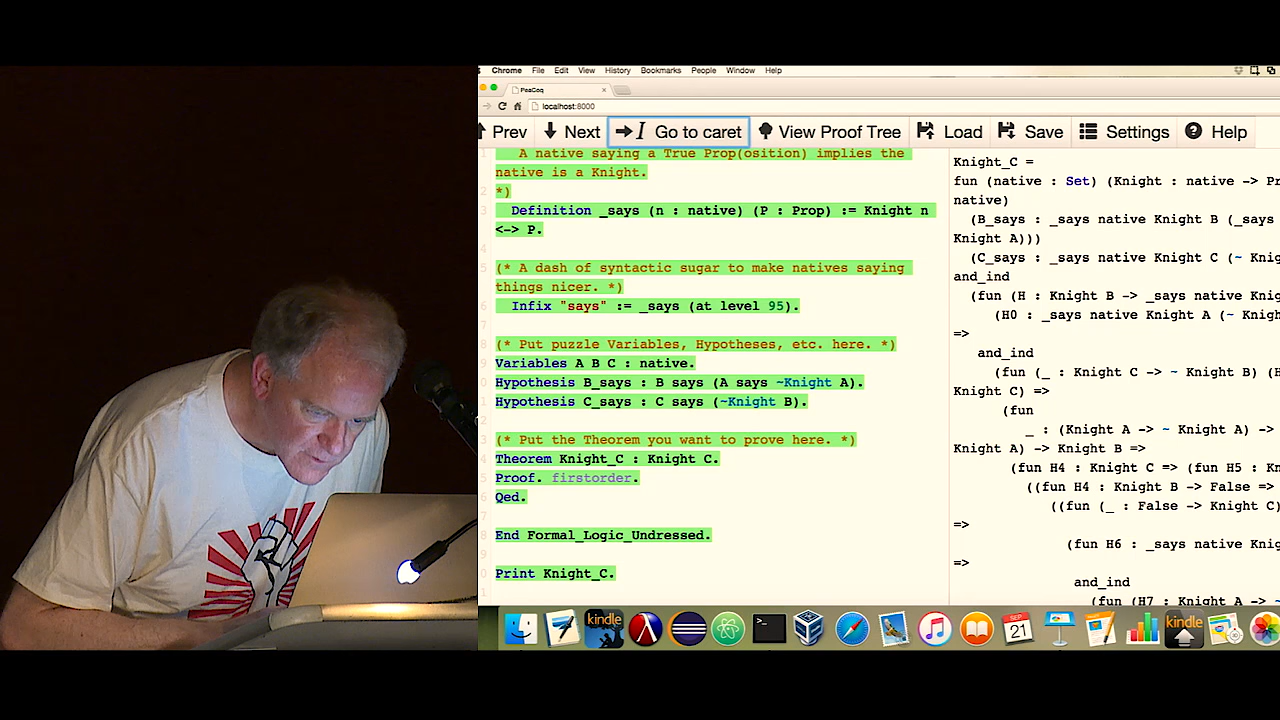 Chrome File Edit View History Bookmarks People Window Help
PeaCoq
localhost:8000
Prev Next Go to caret View Proof Tree Load Save Settings Help
A native saying a True Prop(osition) implies the
native is a Knight.
*)
Definition _says (n : native) (P : Prop) := Knight n
<-> P.
(* A dash of syntactic sugar to make natives saying
things nicer. *)
Infix "says" := _says (at level 95).
(* Put puzzle Variables, Hypotheses, etc. here. *)
Variables A B C : native.
Hypothesis B_says : B says (A says ~Knight A).
Hypothesis C_says : C says (~Knight B).
(* Put the Theorem you want to prove here. *)
Theorem Knight_C : Knight C.
Proof. firstorder.
Qed.
End Formal_Logic_Undressed.
Print Knight_C.
Knight_C =
fun (native : Set) (Knight : native -> Pr
native)
(B_says : _says native Knight B (_says
Knight A)))
(C_says : _says native Knight C (~ Knig
and_ind
(fun (H : Knight B -> _says native Knig
(H0 : _says native Knight A (~ Knigh
=>
and_ind
(fun (_ : Knight C -> ~ Knight B) (H
Knight C) =>
(fun
_ : (Knight A -> ~ Knight A) ->
Knight A) -> Knight B =>
(fun H4 : Knight C => (fun H5 : Kn
((fun H4 : Knight B -> False =>
((fun (_ : False -> Knight C)
=>
(fun H6 : _says native Knig
=>
and_ind
(fun (H7 : Knight A -> ~
kindle
SEP
21
kindle